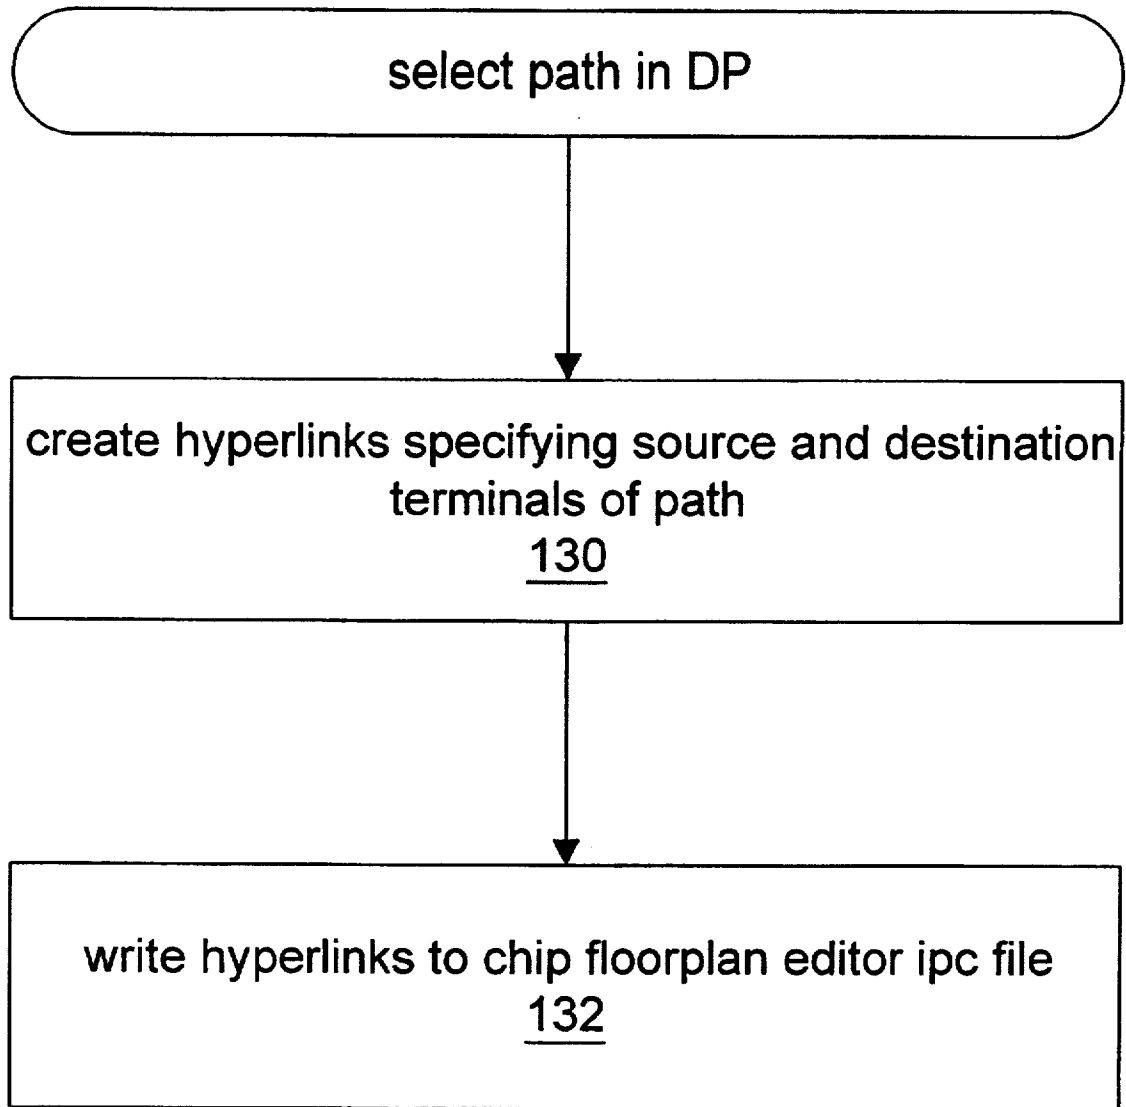 select path in DP
create hyperlinks specifying source and destination
terminals of path
130
write hyperlinks to chip floorplan editor ipc file
132